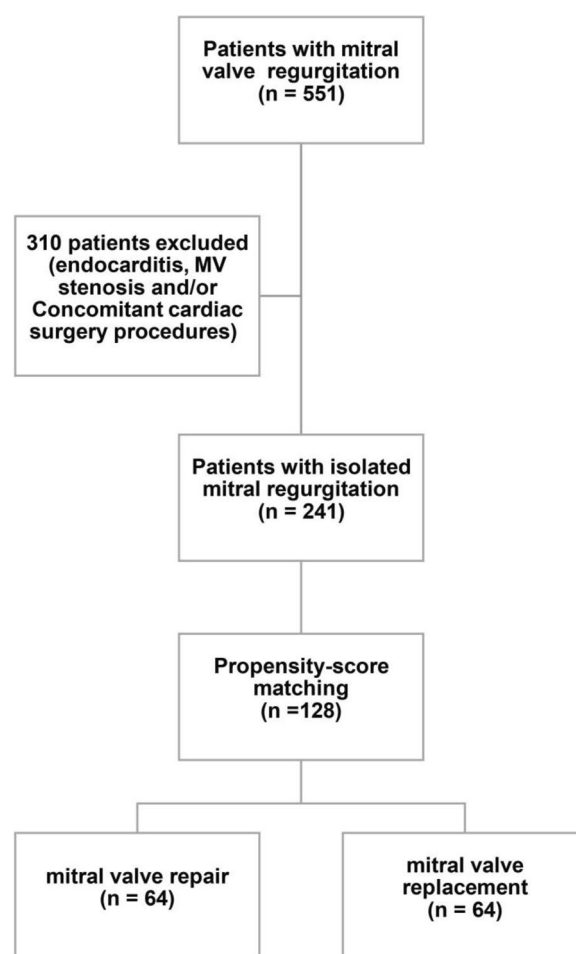 Patients with mitral
valve regurgitation
(n = 551)
310 patients excluded
(endocarditis, MV
stenosis and/or
Concomitant cardiac
surgery procedures)
Patients with isolated
mitral regurgitation
(n = 241)
Propensity-score
matching
(n =128)
mitral valve repair
(n = 64)
mitral valve
replacement
(n = 64)